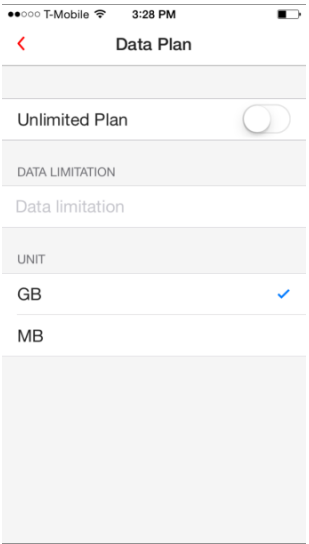 T-Mobile 3:28 PM
Data Plan
Unlimited Plan
DATA LIMITATION
Data limitation
UNIT
GB
MB